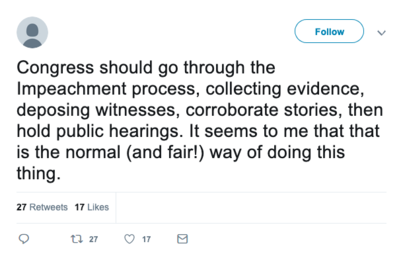 Follow
Congress should go through the
Impeachment process, collecting evidence,
deposing witnesses, corroborate stories, then
hold public hearings. It seems to me that that
is the normal (and fair!) way of doing this
thing.
27 Retweets 17 Likes
27 17